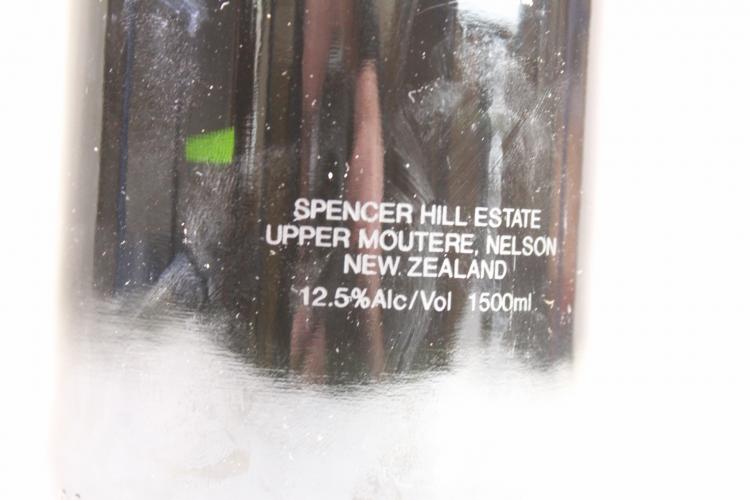 SPENCER HILL ESTATE
UPPER MOUTERE, NELSON
NEW ZEALAND
12.5%Alc/Vol 1500ml